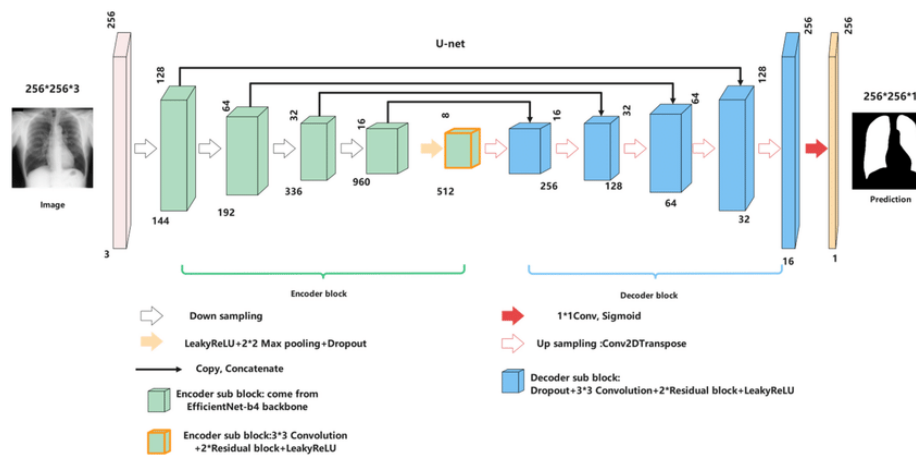 U-net
256*256*3
Image
256
3
128
144
64
192
32
336
16
960
8
512
16
256
32
128
64
64
128
32
256
16
256
1
256*256*1
Prediction
Encoder block
Decoder block
Down sampling
LeakyReLU+2*2 Max pooling+Dropout
Copy, Concatenate
Encoder sub block: come from
EfficientNet-b4 backbone
Encoder sub block:3*3 Convolution
+2*Residual block+LeakyReLU
1*1Conv, Sigmoid
Up sampling :Conv2DTranspose
Decoder sub block:
Dropout+3*3 Convolution+2*Residual block+LeakyReLU